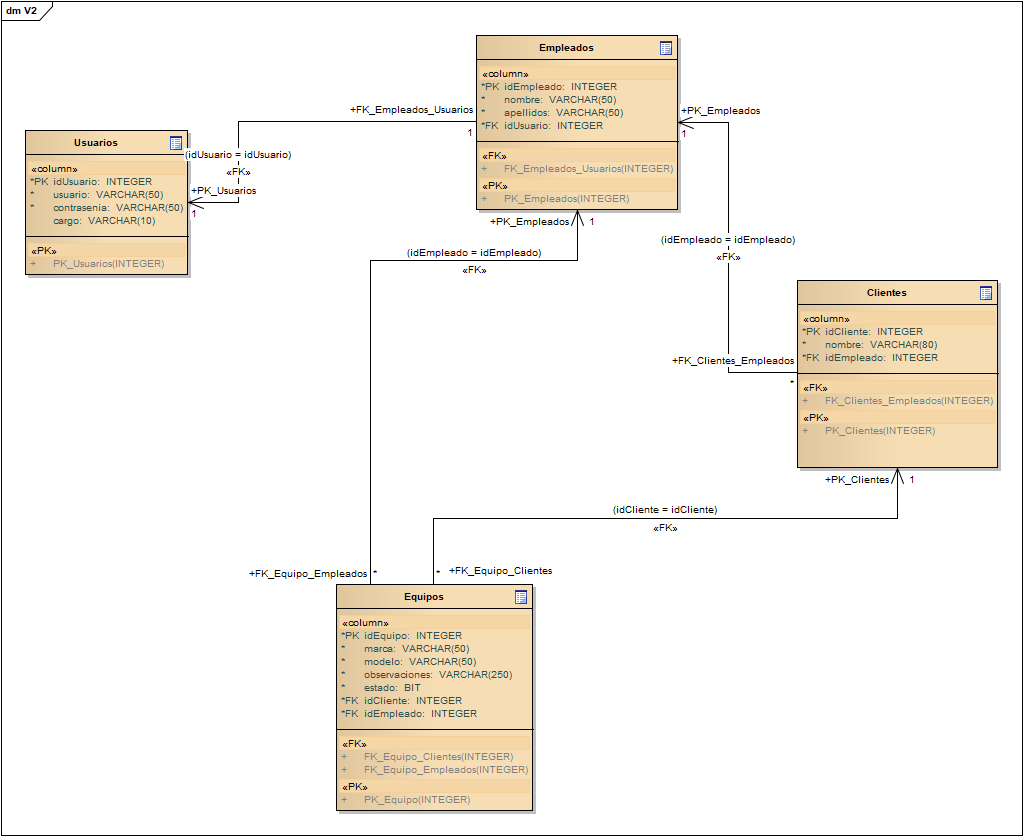 dm V2
Empleados
«column»
*PK idEmpleado: INTEGER
* nombre: VARCHAR(50)
* apellidos: VARCHAR(50)
*FK idUsuario: INTEGER
«FK»
+ FK_Empleados_Usuarios(INTEGER)
«PK»
+ PK_Empleados(INTEGER)
+FK_Empleados_Usuarios
1
(idUsuario = idUsuario)
«FK»
+PK_Usuarios
1
Usuarios
«column»
*PK idUsuario: INTEGER
* usuario: VARCHAR(50)
* contrasenia: VARCHAR(50)
cargo: VARCHAR(10)
«PK»
+ PK_Usuarios(INTEGER)
+PK_Empleados
1
(idEmpleado = idEmpleado)
«FK»
+FK_Clientes_Empleados
*
+PK_Empleados
1
(idEmpleado = idEmpleado)
«FK»
+FK_Equipo_Empleados
*
Clientes
«column»
*PK idCliente: INTEGER
* nombre: VARCHAR(80)
*FK idEmpleado: INTEGER
«FK»
+ FK_Clientes_Empleados(INTEGER)
«PK»
+ PK_Clientes(INTEGER)
+PK_Clientes
1
(idCliente = idCliente)
«FK»
* +FK_Equipo_Clientes
Equipos
«column»
*PK idEquipo: INTEGER
* marca: VARCHAR(50)
* modelo: VARCHAR(50)
* observaciones: VARCHAR(250)
* estado: BIT
*FK idCliente: INTEGER
*FK idEmpleado: INTEGER
«FK»
+ FK_Equipo_Clientes(INTEGER)
+ FK_Equipo_Empleados(INTEGER)
«PK»
+ PK_Equipo(INTEGER)